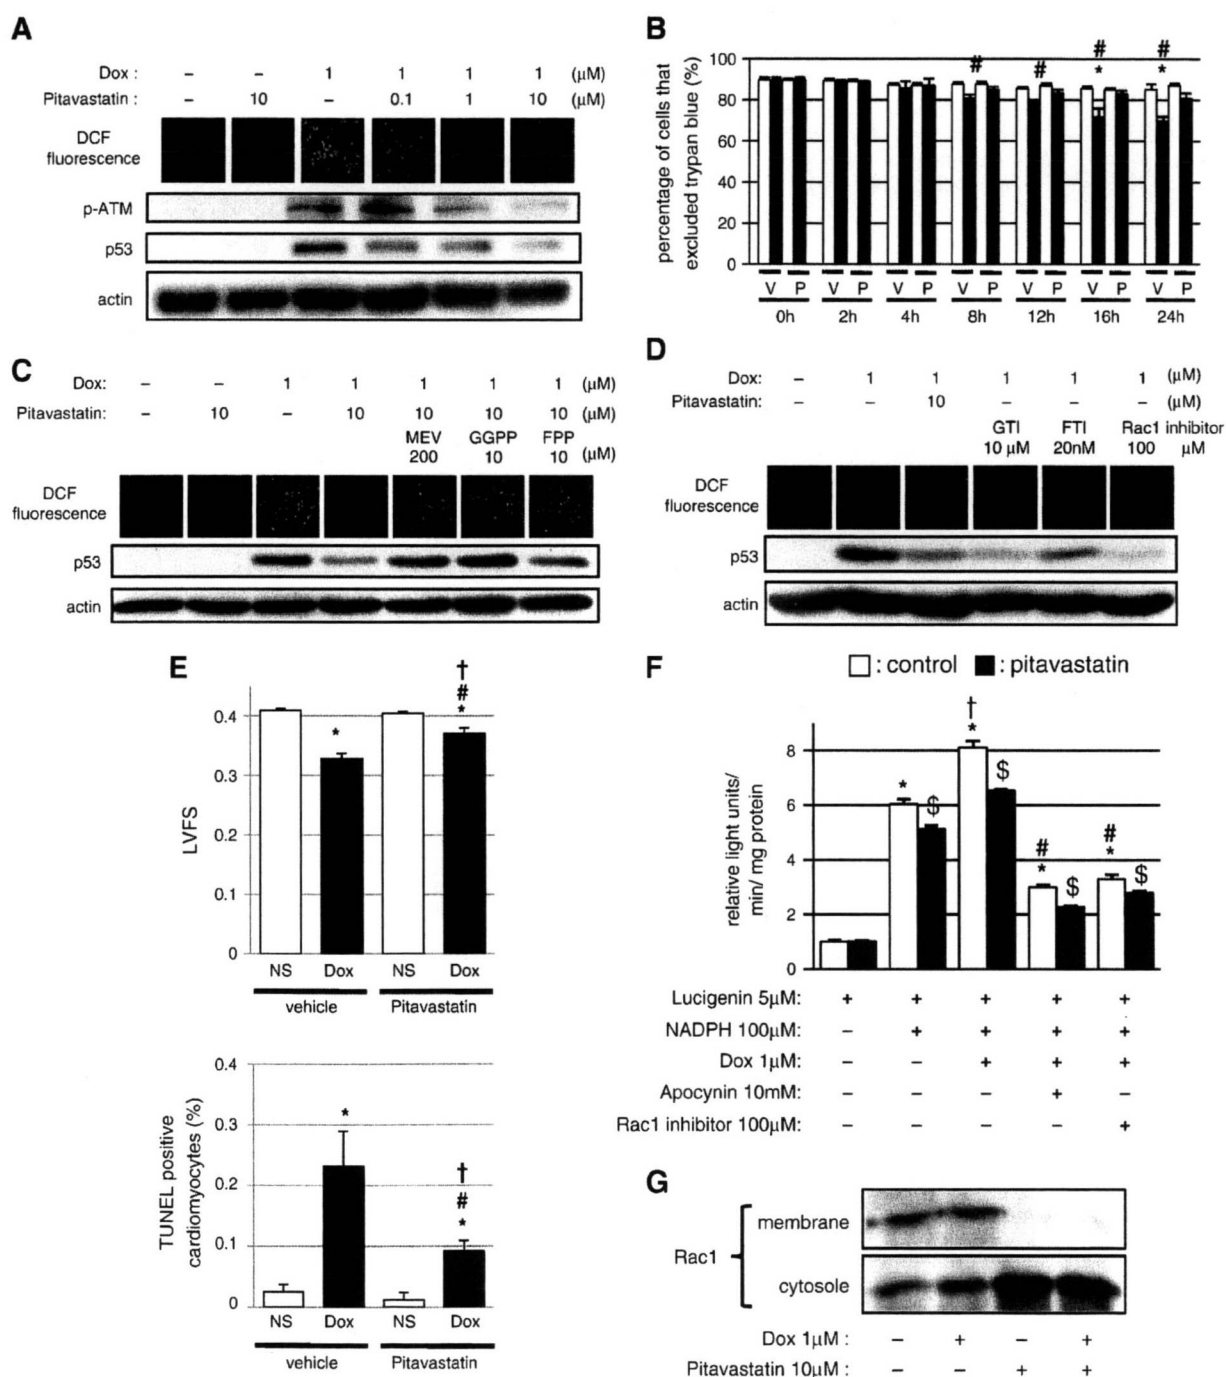 A
Dox : – – 1 1 1 1 (μM)
Pitavastatin : – 10 – 0.1 1 10 (μM)
DCF
fluorescence
p-ATM
p53
actin
B
percentage of cells that
excluded trypan blue (%)
100
80
60
40
20
0
# # # #
* *
V P V P V P V P V P V P V P
0h 2h 4h 8h 12h 16h 24h
C
Dox: – – 1 1 1 1 1 (μM)
Pitavastatin: – 10 – 10 10 10 10 (μM)
MEV GGPP FPP
200 10 10 (μM)
DCF
fluorescence
p53
actin
D
Dox: – 1 1 1 1 1 (μM)
Pitavastatin: – – 10 – – – (μM)
GTI FTI Rac1 inhibitor
10 μM 20nM 100 μM
DCF
fluorescence
p53
actin
E
LVFS
0.4
0.3
0.2
0.1
0
*
†
#
*
NS Dox NS Dox
vehicle Pitavastatin
TUNEL positive
cardiomyocytes (%)
0.4
0.3
0.2
0.1
0
*
†
#
*
NS Dox NS Dox
vehicle Pitavastatin
F
: control : pitavastatin
relative light units/
min/ mg protein
8
6
4
2
0
* $ † * $ # * $ # * $
Lucigenin 5μM: + + + + +
NADPH 100μM: – + + + +
Dox 1μM: – – + + +
Apocynin 10mM: – – – + –
Rac1 inhibitor 100μM: – – – – +
G
Rac1
membrane
cytosole
Dox 1μM : – + – +
Pitavastatin 10μM : – – + +